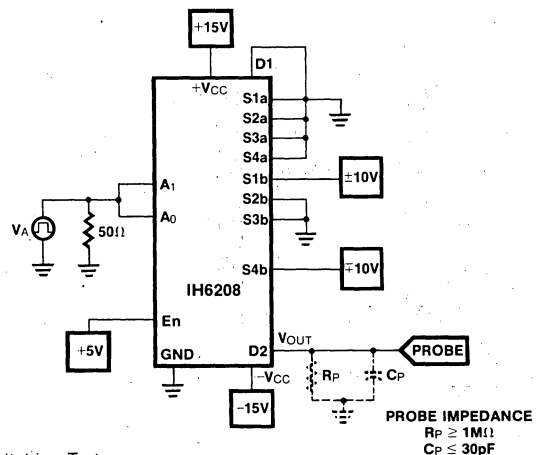 +15V
D1
+VCC
S1a
S2a
S3a
S4a
A1
S1b
±10V
S2b
A0
S3b
VA
50Ω
S4b
∓10V
IH6208
En
VOUT
+5V
GND
D2
PROBE
-VCC
RP
CP
-15V
PROBE IMPEDANCE
RP ≥ 1MΩ
CP ≤ 30pF